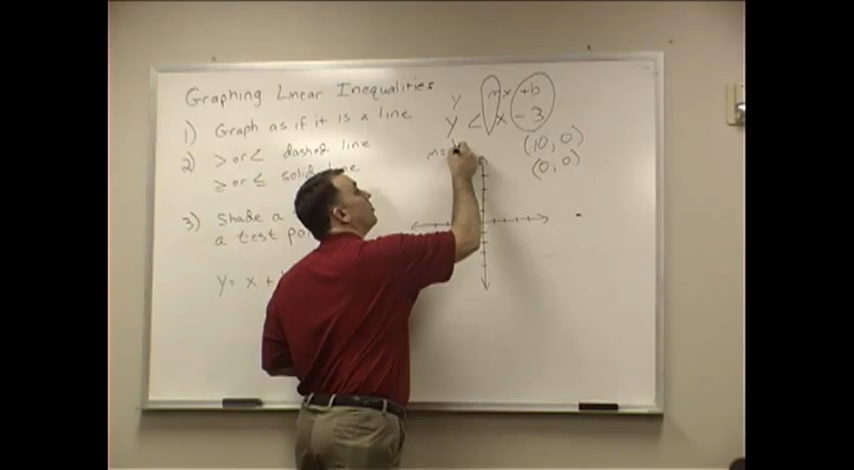 Graphing Linear Inequalities
1) Graph as if it is a line
2) > or < dashed line
≥ or ≤ solid line
3) Shade a
a test poi
y = x +
y mx + b
y < x - 3
m =
(10, 0)
(0, 0)